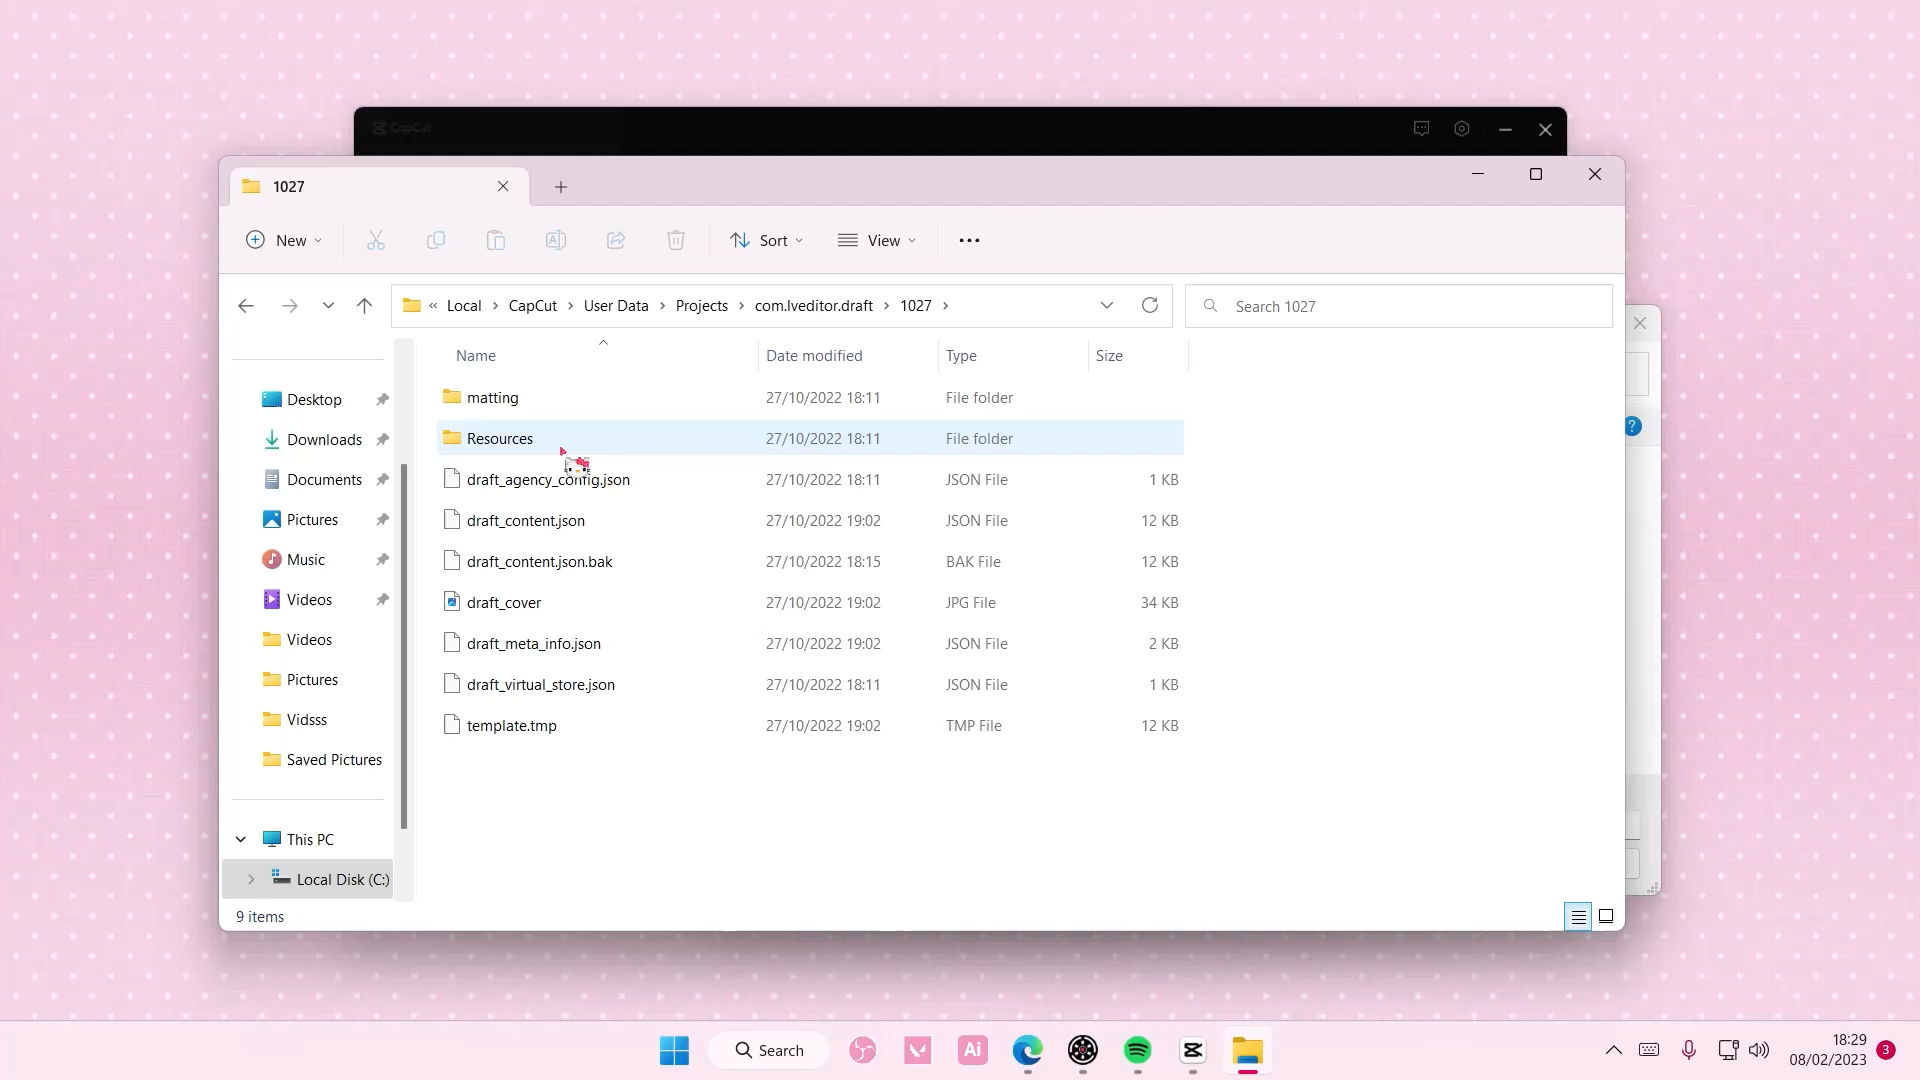 CapCut
1027
New
Sort
View
Local
CapCut
User Data
Projects
com.lveditor.draft
1027
Search 1027
Name
Date modified
Type
Size
matting 27/10/2022 18:11 File folder
Resources 27/10/2022 18:11 File folder
draft_agency_config.json 27/10/2022 18:11 JSON File 1 KB
draft_content.json 27/10/2022 19:02 JSON File 12 KB
draft_content.json.bak 27/10/2022 18:15 BAK File 12 KB
draft_cover 27/10/2022 19:02 JPG File 34 KB
draft_meta_info.json 27/10/2022 19:02 JSON File 2 KB
draft_virtual_store.json 27/10/2022 18:11 JSON File 1 KB
template.tmp 27/10/2022 19:02 TMP File 12 KB
Desktop
Downloads
Documents
Pictures
Music
Videos
Videos
Pictures
Vidsss
Saved Pictures
This PC
Local Disk (C:)
9 items
Search
Ai
18:29
08/02/2023
3